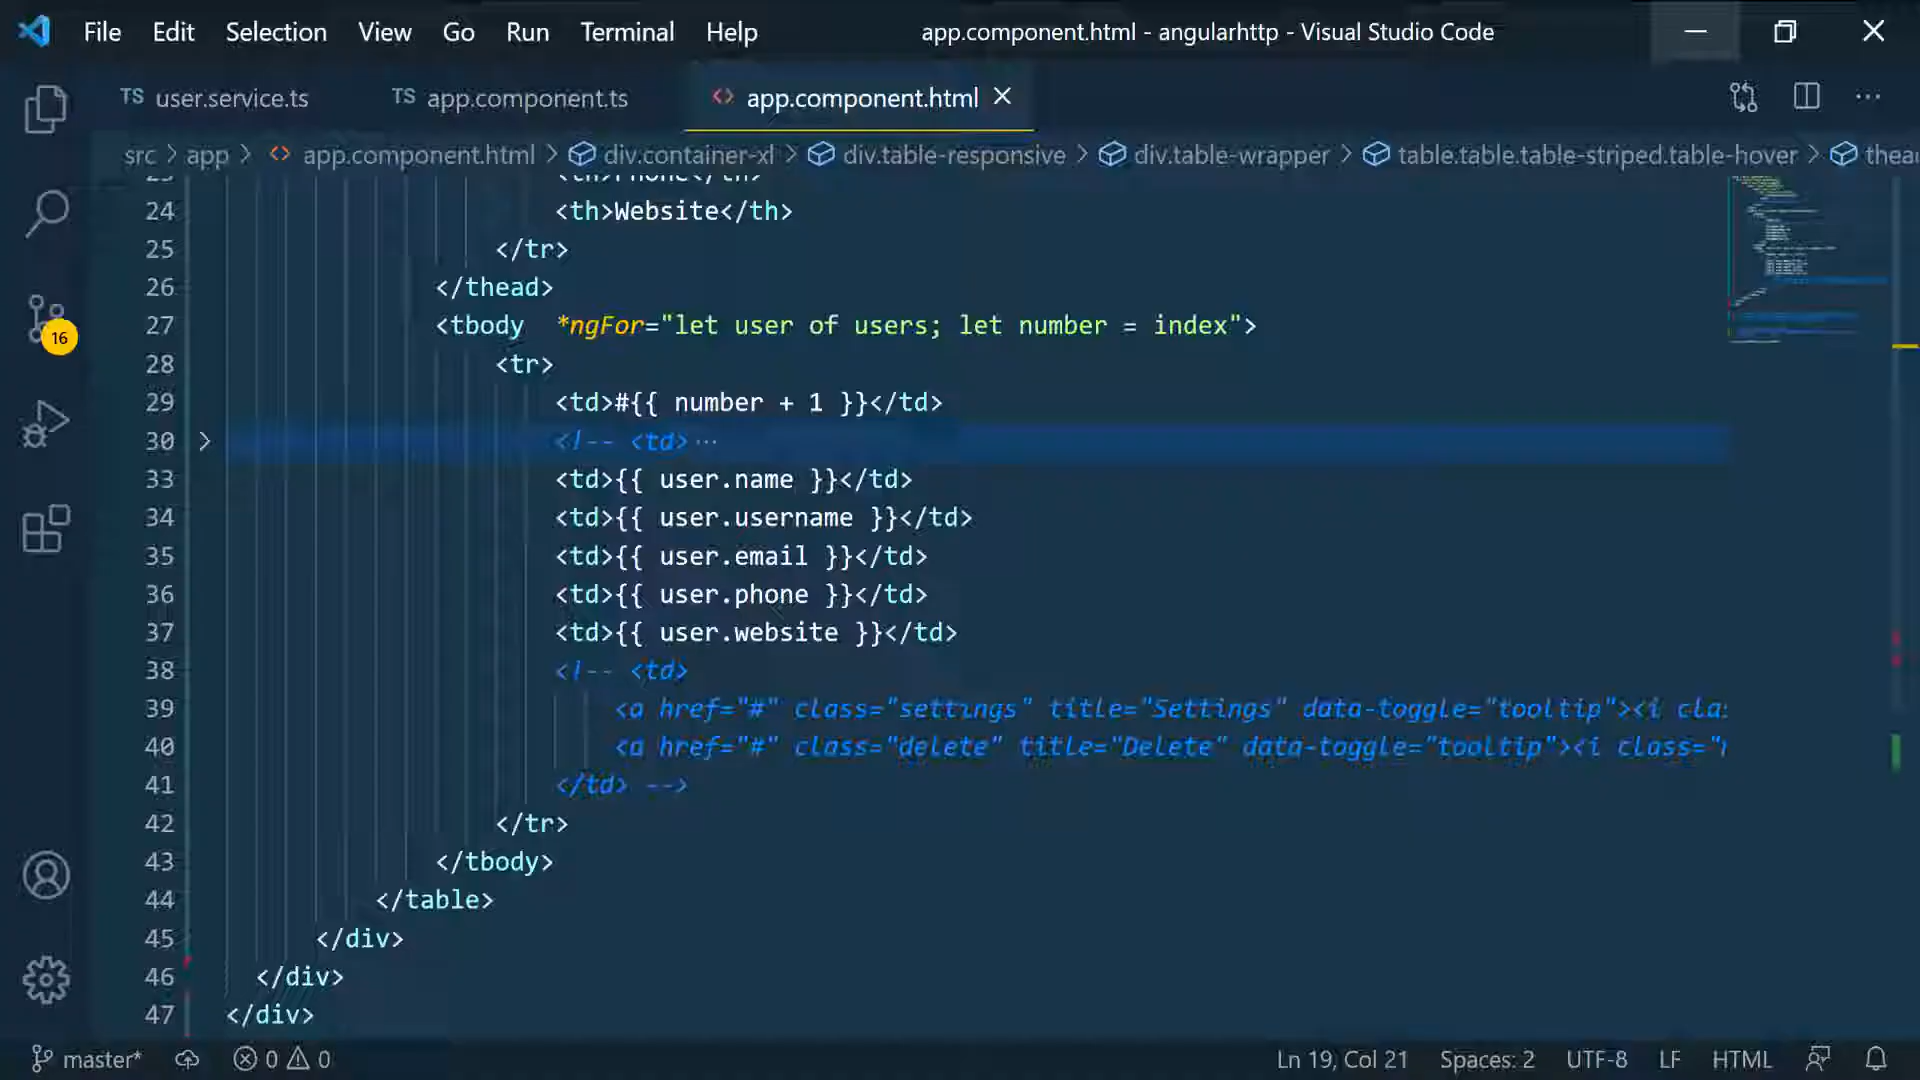 File Edit Selection View Go Run Terminal Help app.component.html - angularhttp - Visual Studio Code
TS user.service.ts TS app.component.ts <> app.component.html
src > app > <> app.component.html > div.container-xl > div.table-responsive > div.table-wrapper > table.table.table-striped.table-hover >
<th>Phone</th>
24 <th>Website</th>
25 </tr>
26 </thead>
27 <tbody *ngFor="let user of users; let number = index">
28 <tr>
29 <td>#{{ number + 1 }}</td>
30 <!-- <td>…
33 <td>{{ user.name }}</td>
34 <td>{{ user.username }}</td>
35 <td>{{ user.email }}</td>
36 <td>{{ user.phone }}</td>
37 <td>{{ user.website }}</td>
38 <!-- <td>
39 <a href="#" class="settings" title="Settings" data-toggle="tooltip"><i clas
40 <a href="#" class="delete" title="Delete" data-toggle="tooltip"><i class="
41 </td> -->
42 </tr>
43 </tbody>
44 </table>
45 </div>
46 </div>
47 </div>
16
master* 0 0 Ln 19, Col 21 Spaces: 2 UTF-8 LF HTML